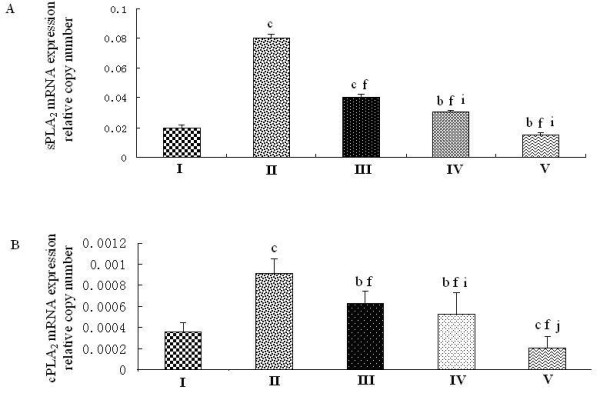 A
sPLA2 mRNA expression
relative copy number
0.1
0.08
0.06
0.04
0.02
0
c
c f
b f i
b f i
I II III IV V
B
cPLA2 mRNA expression
relative copy number
0.0012
0.001
0.0008
0.0006
0.0004
0.0002
0
c
b f
b f i
c f j
I II III IV V